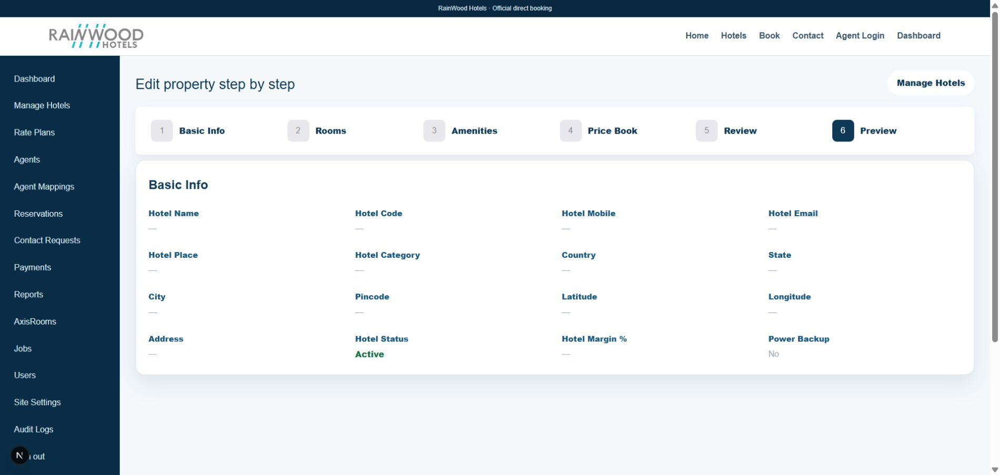 RainWood Hotels · Official direct booking
RAINWOOD
HOTELS
Home
Hotels
Book
Contact
Agent Login
Dashboard
Dashboard
Manage Hotels
Rate Plans
Agents
Agent Mappings
Reservations
Contact Requests
Payments
Reports
AxisRooms
Jobs
Users
Site Settings
Audit Logs
N
out
Edit property step by step
Manage Hotels
1 Basic Info
2 Rooms
3 Amenities
4 Price Book
5 Review
6 Preview
Basic Info
Hotel Name
—
Hotel Code
—
Hotel Mobile
—
Hotel Email
—
Hotel Place
—
Hotel Category
—
Country
—
State
—
City
—
Pincode
—
Latitude
—
Longitude
—
Address
—
Hotel Status
Active
Hotel Margin %
—
Power Backup
No